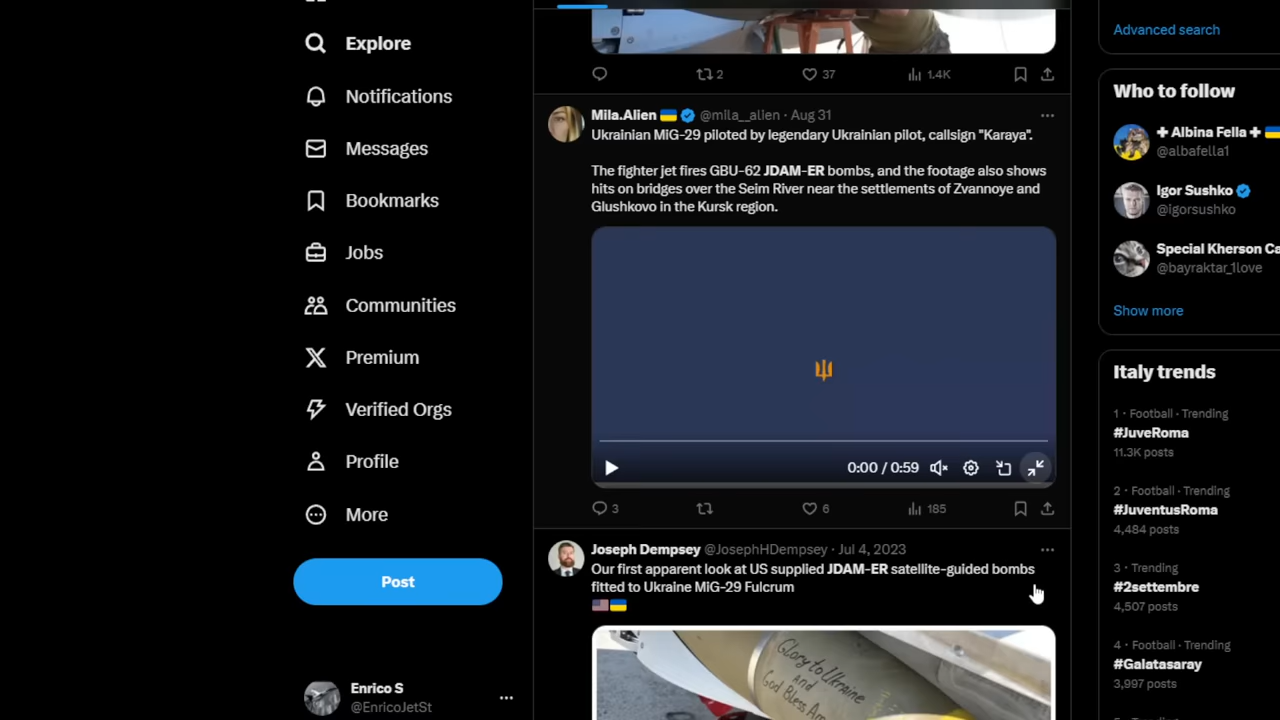 Explore
Notifications
Messages
Bookmarks
Jobs
Communities
Premium
Verified Orgs
Profile
More
Post
Enrico S
@EnricoJetSt
2
37
1.4K
Mila.Alien @mila__alien · Aug 31
Ukrainian MiG-29 piloted by legendary Ukrainian pilot, callsign "Karaya".
The fighter jet fires GBU-62 JDAM-ER bombs, and the footage also shows
hits on bridges over the Seim River near the settlements of Zvannoye and
Glushkovo in the Kursk region.
0:00 / 0:59
3
6
185
Joseph Dempsey @JosephHDempsey · Jul 4, 2023
Our first apparent look at US supplied JDAM-ER satellite-guided bombs
fitted to Ukraine MiG-29 Fulcrum
Glory to Ukraine
and
God Bless Am
Advanced search
Who to follow
Albina Fella
@albafella1
Igor Sushko
@igorsushko
Special Kherson Ca
@bayraktar_1love
Show more
Italy trends
1 · Football · Trending
#JuveRoma
11.3K posts
2 · Football · Trending
#JuventusRoma
4,484 posts
3 · Trending
#2settembre
4,507 posts
4 · Football · Trending
#Galatasaray
3,997 posts